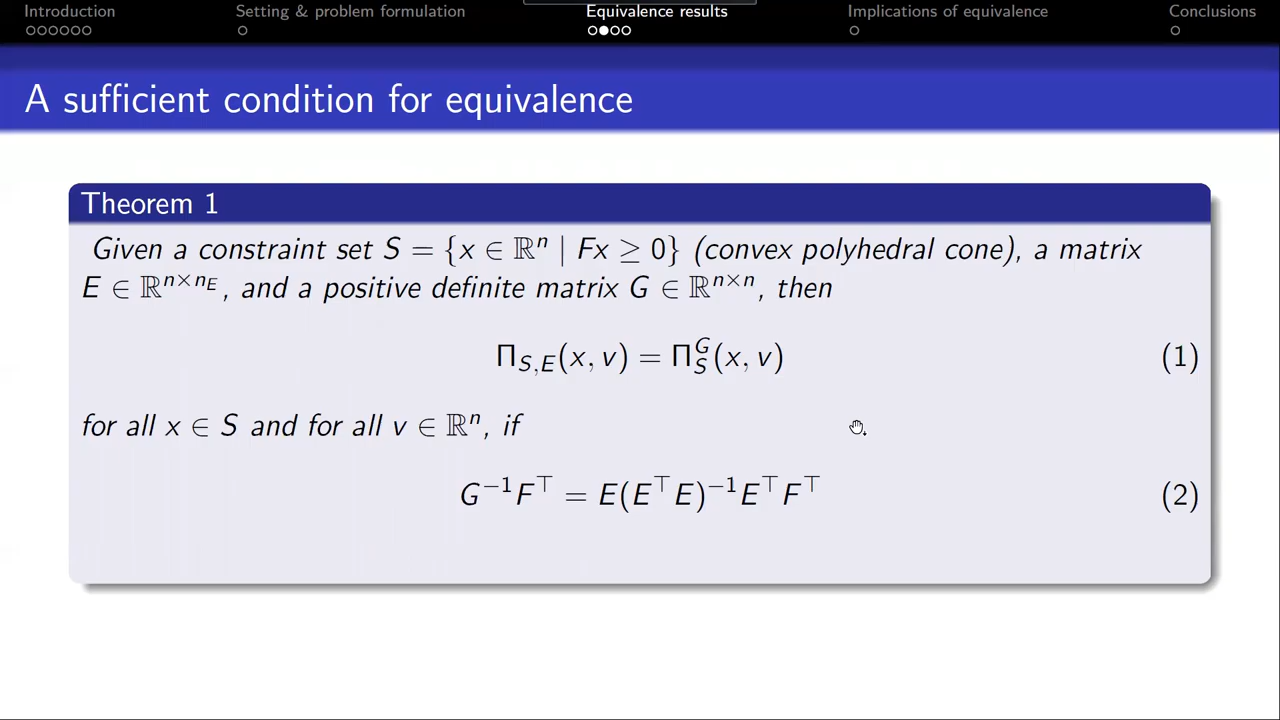 Introduction Setting & problem formulation Equivalence results Implications of equivalence Conclusions
A sufficient condition for equivalence
Theorem 1
Given a constraint set S = {x ∈ ℝⁿ | Fx ≥ 0} (convex polyhedral cone), a matrix
E ∈ ℝ^{n×n_E}, and a positive definite matrix G ∈ ℝ^{n×n}, then
Π_{S,E}(x, v) = Π_S^G(x, v) (1)
for all x ∈ S and for all v ∈ ℝⁿ, if
G⁻¹F^⊤ = E(E^⊤E)⁻¹E^⊤F^⊤ (2)